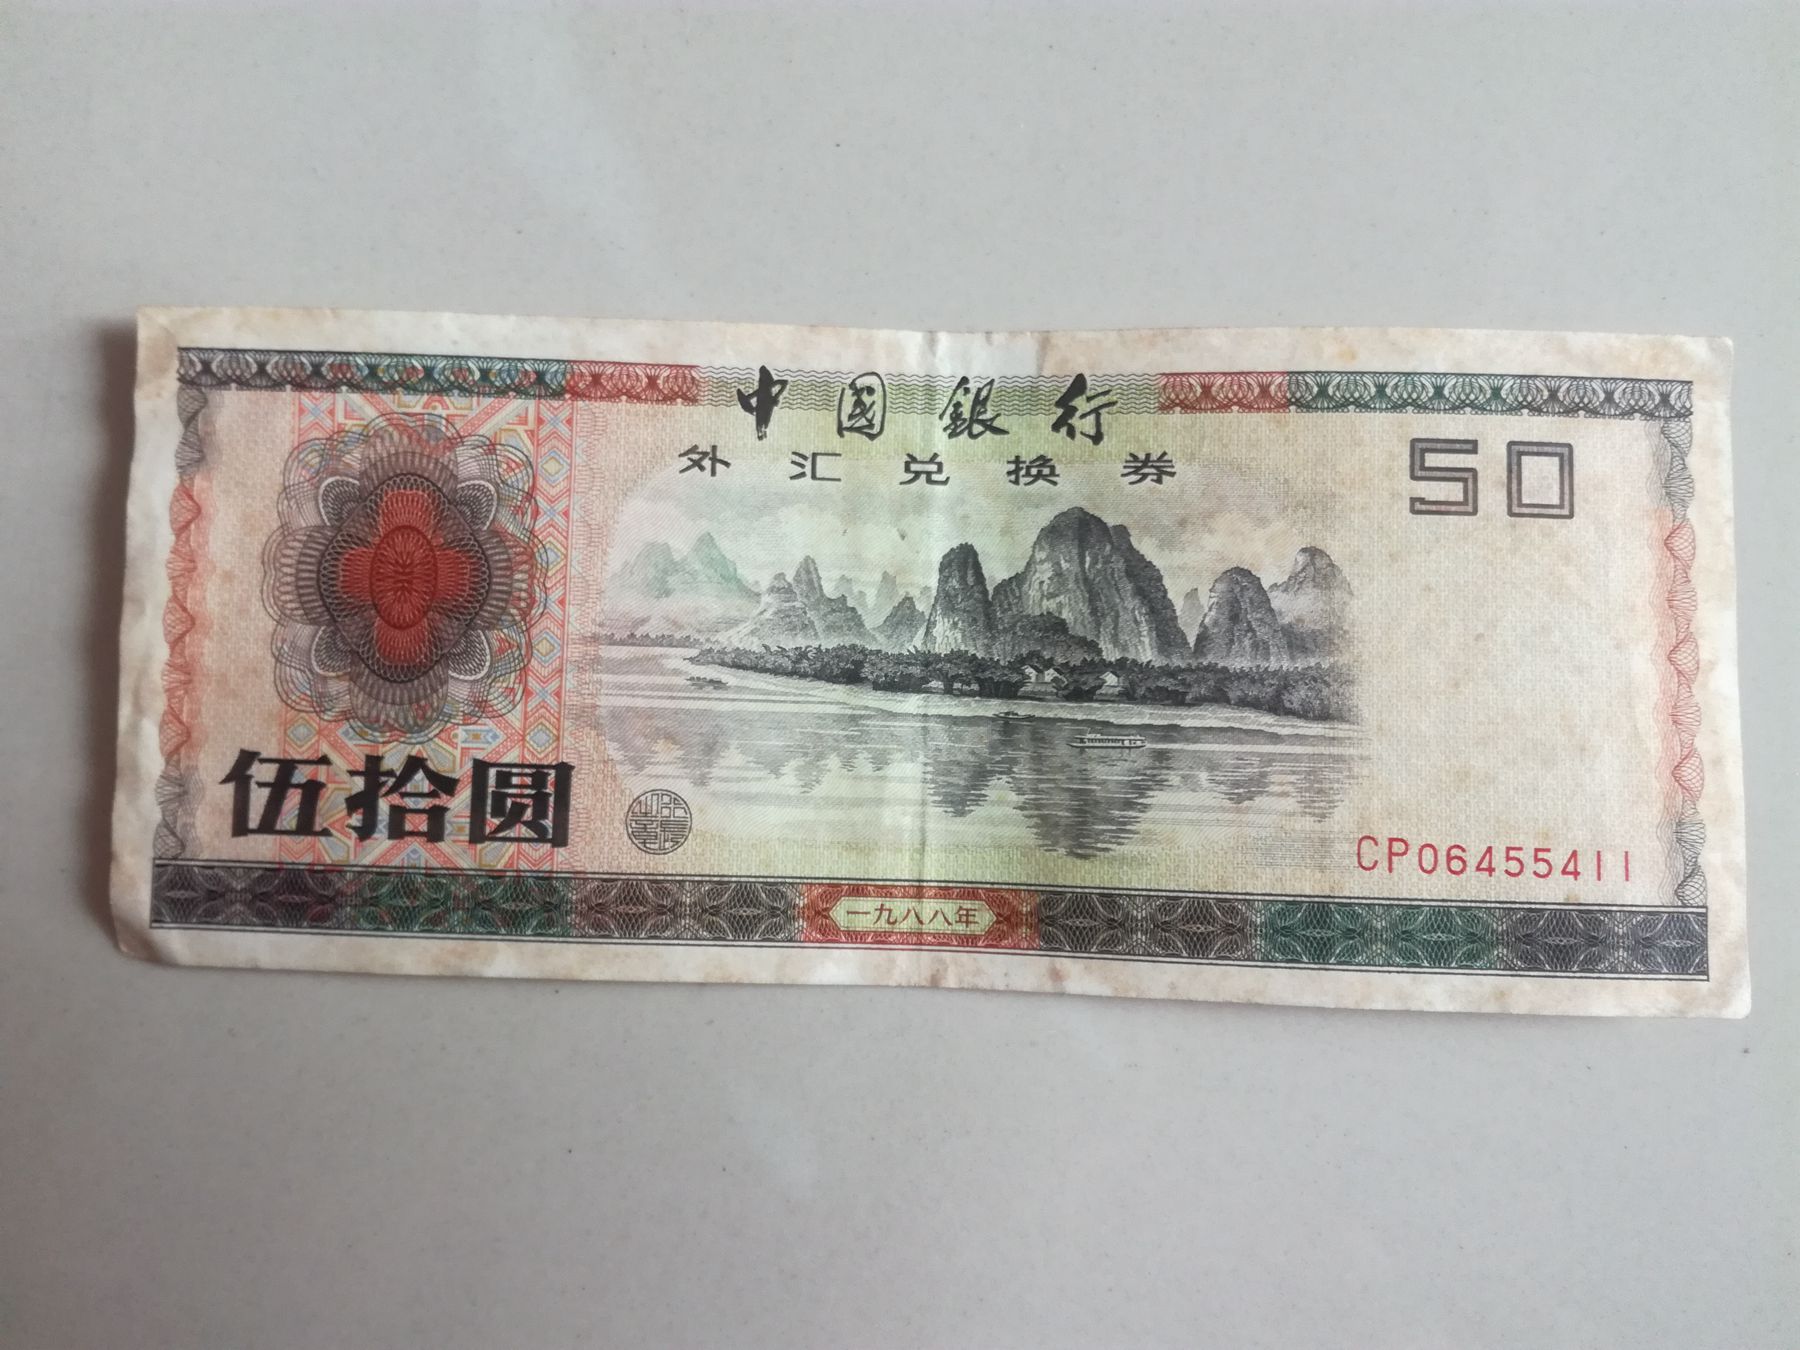 中國銀行
外汇兑换券
50
伍拾圆
CP06455411
一九八八年